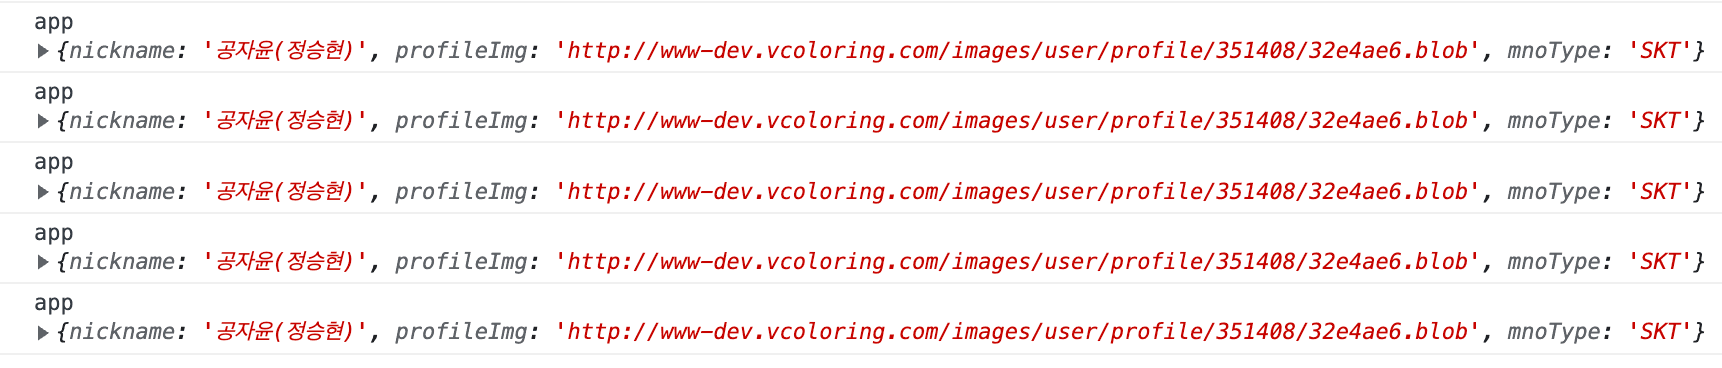 app
▶ {nickname: '공자윤(정승현)', profileImg: 'http://www-dev.vcoloring.com/images/user/profile/351408/32e4ae6.blob', mnoType: 'SKT'}
app
▶ {nickname: '공자윤(정승현)', profileImg: 'http://www-dev.vcoloring.com/images/user/profile/351408/32e4ae6.blob', mnoType: 'SKT'}
app
▶ {nickname: '공자윤(정승현)', profileImg: 'http://www-dev.vcoloring.com/images/user/profile/351408/32e4ae6.blob', mnoType: 'SKT'}
app
▶ {nickname: '공자윤(정승현)', profileImg: 'http://www-dev.vcoloring.com/images/user/profile/351408/32e4ae6.blob', mnoType: 'SKT'}
app
▶ {nickname: '공자윤(정승현)', profileImg: 'http://www-dev.vcoloring.com/images/user/profile/351408/32e4ae6.blob', mnoType: 'SKT'}